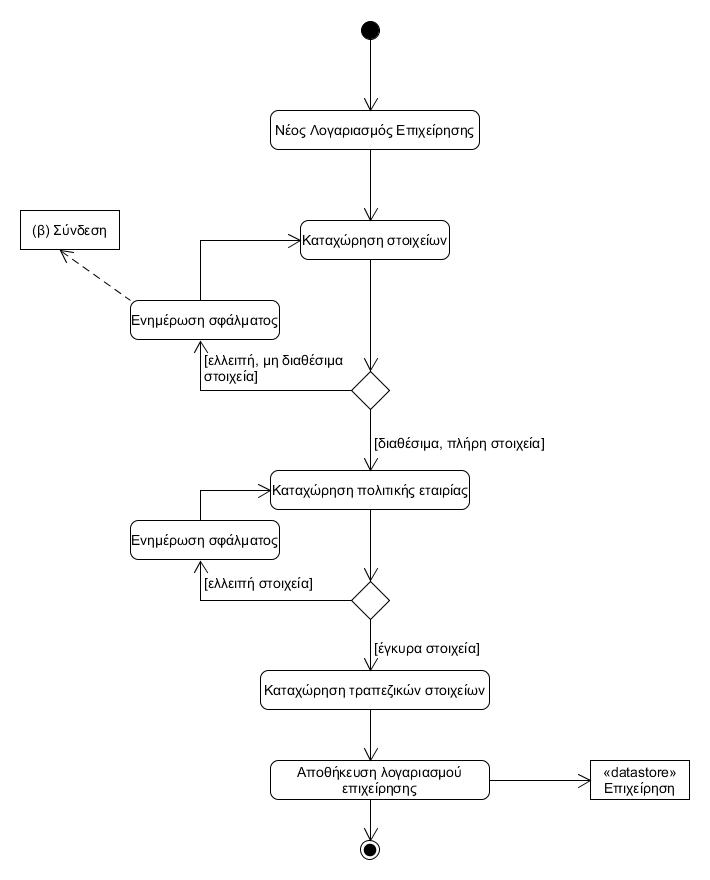 Νέος Λογαριασμός Επιχείρησης
(β) Σύνδεση
Καταχώρηση στοιχείων
Ενημέρωση σφάλματος
[ελλειπή, μη διαθέσιμα
στοιχεία]
[διαθέσιμα, πλήρη στοιχεία]
Καταχώρηση πολιτικής εταιρίας
Ενημέρωση σφάλματος
[ελλειπή στοιχεία]
[έγκυρα στοιχεία]
Καταχώρηση τραπεζικών στοιχείων
Αποθήκευση λογαριασμού
επιχείρησης
«datastore»
Επιχείρηση